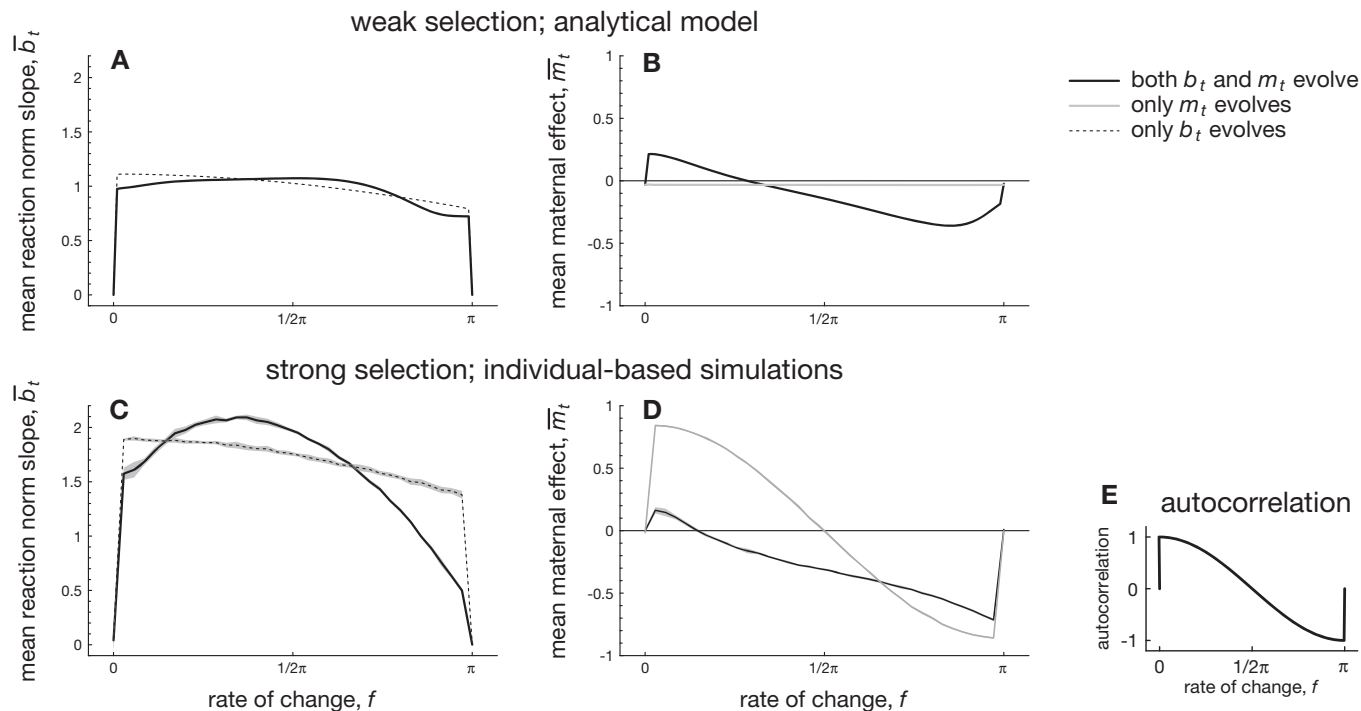 weak selection; analytical model
A
mean reaction norm slope, b̅_t
2
1.5
1
0.5
0
0
1/2π
π
B
mean maternal effect, m̅_t
1
0.5
0
-0.5
-1
0
1/2π
π
both b_t and m_t evolve
only m_t evolves
only b_t evolves
strong selection; individual-based simulations
C
mean reaction norm slope, b̅_t
2
1.5
1
0.5
0
0
1/2π
π
rate of change, f
D
mean maternal effect, m̅_t
1
0.5
0
-0.5
-1
0
1/2π
π
rate of change, f
E
autocorrelation
autocorrelation
1
0
-1
0
1/2π
π
rate of change, f